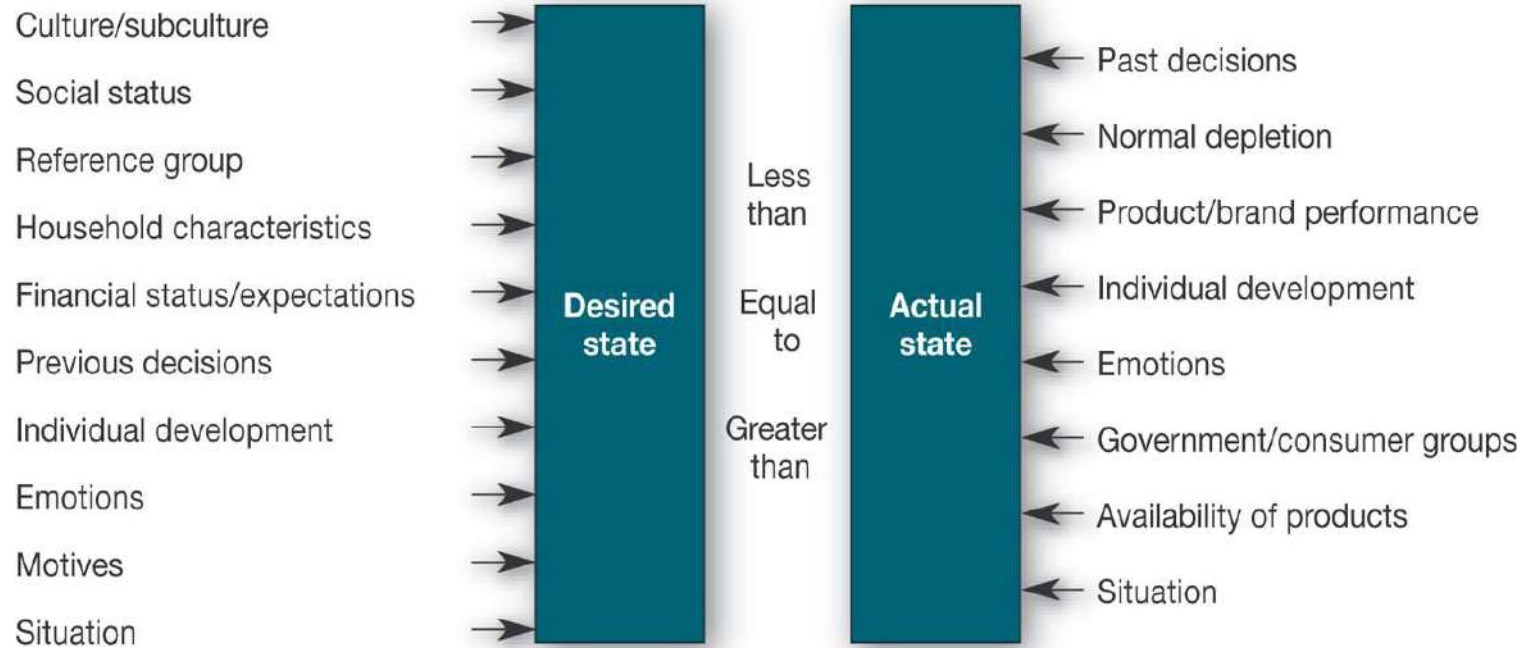 Culture/subculture
Social status
Reference group
Household characteristics
Financial status/expectations
Previous decisions
Individual development
Emotions
Motives
Situation
Desired
state
Less
than
Equal
to
Greater
than
Actual
state
Past decisions
Normal depletion
Product/brand performance
Individual development
Emotions
Government/consumer groups
Availability of products
Situation